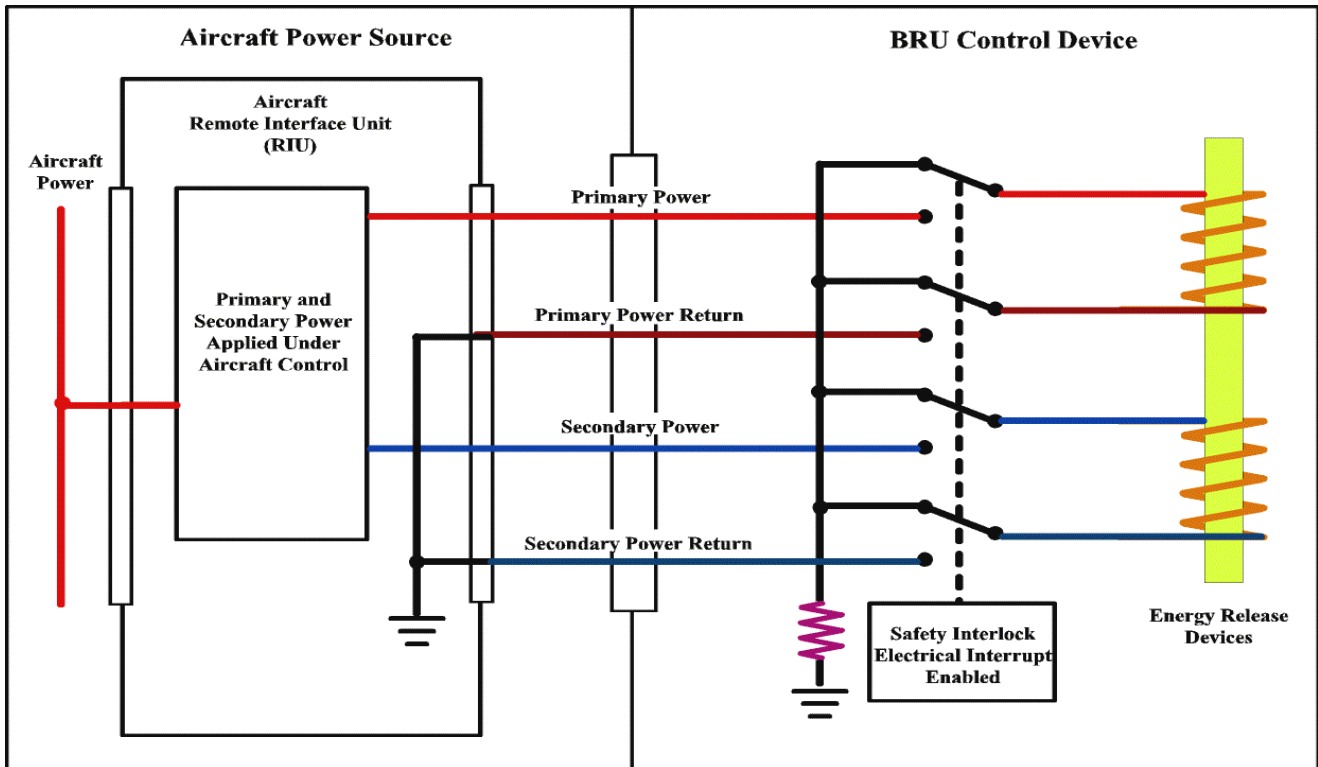 Aircraft Power Source
BRU Control Device
Aircraft
Remote Interface Unit
(RIU)
Aircraft
Power
Primary and
Secondary Power
Applied Under
Aircraft Control
Primary Power
Primary Power Return
Secondary Power
Secondary Power Return
Safety Interlock
Electrical Interrupt
Enabled
Energy Release
Devices